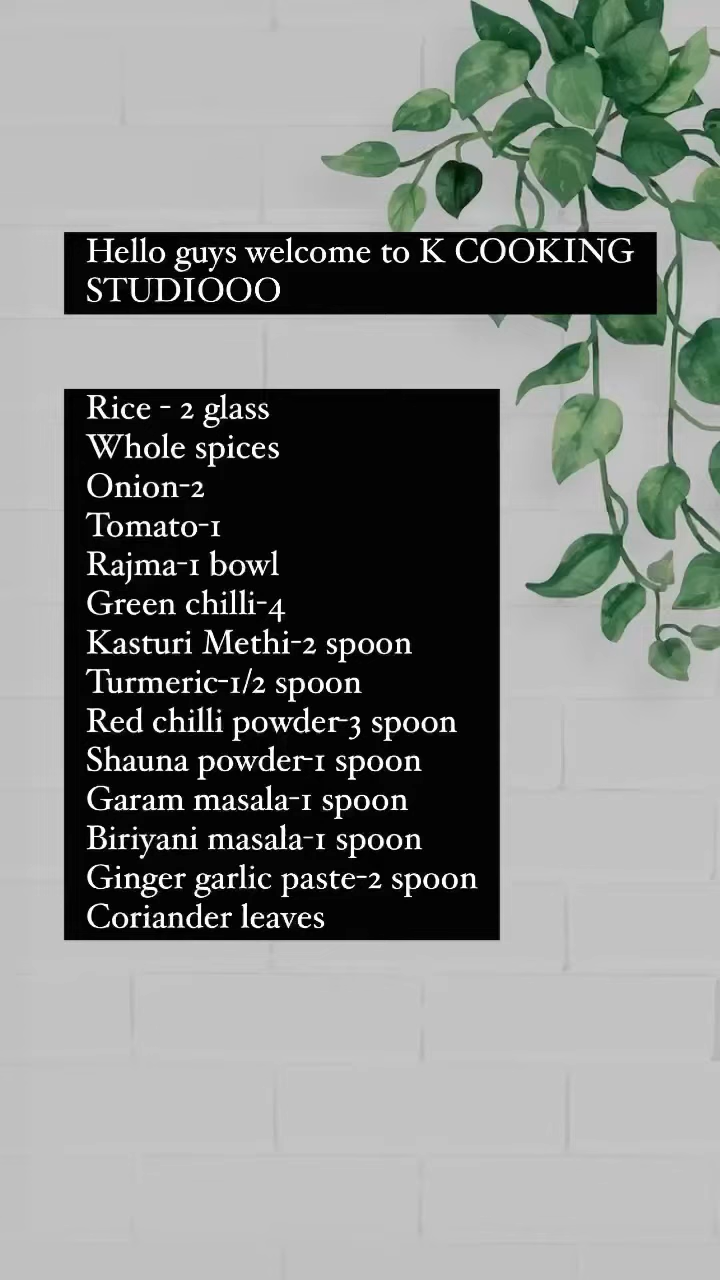 Hello guys welcome to K COOKING
STUDIOOO
Rice - 2 glass
Whole spices
Onion-2
Tomato-1
Rajma-1 bowl
Green chilli-4
Kasturi Methi-2 spoon
Turmeric-1/2 spoon
Red chilli powder-3 spoon
Shauna powder-1 spoon
Garam masala-1 spoon
Biriyani masala-1 spoon
Ginger garlic paste-2 spoon
Coriander leaves